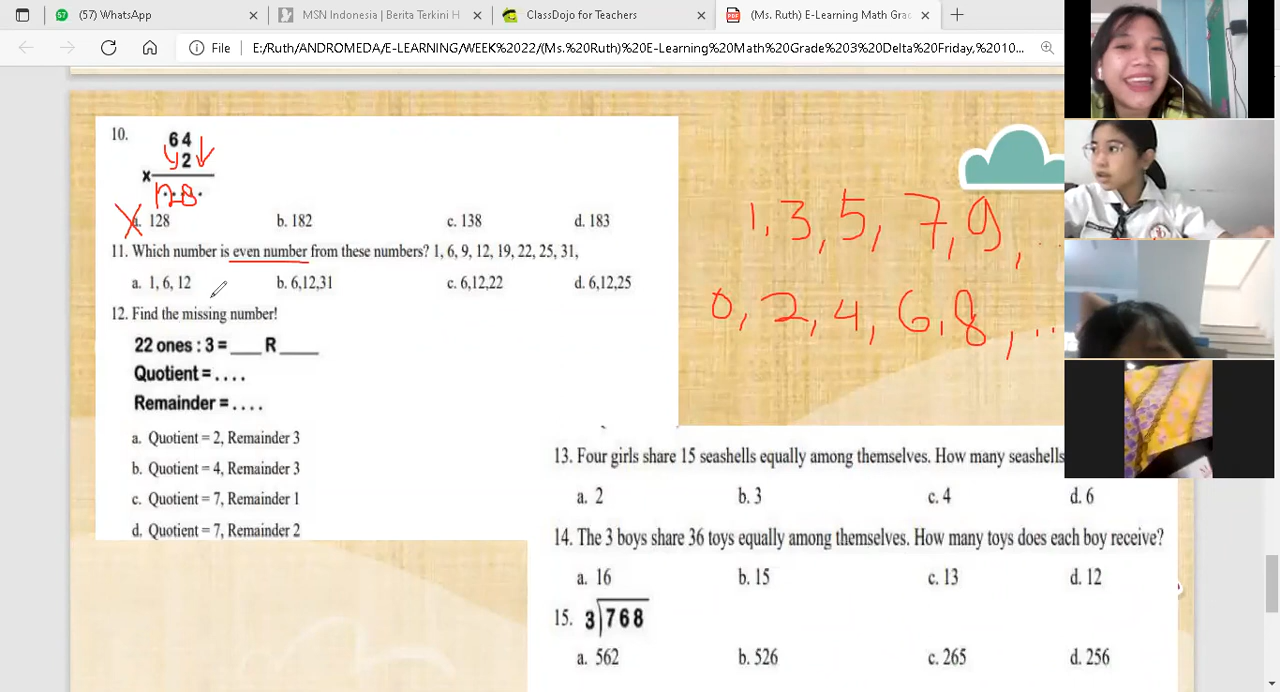 (57) WhatsApp
MSN Indonesia | Berita Terkini H
ClassDojo for Teachers
(Ms. Ruth) E-Learning Math Gra
File
E:/Ruth/ANDROMEDA/E-LEARNING/WEEK%2022/(Ms.%20Ruth)%20E-Learning%20Math%20Grade%203%20Delta%20Friday,%2010...
10.
64
2
x
128
a. 128 b. 182 c. 138 d. 183
11. Which number is even number from these numbers? 1, 6, 9, 12, 19, 22, 25, 31,
a. 1, 6, 12 b. 6,12,31 c. 6,12,22 d. 6,12,25
12. Find the missing number!
22 ones : 3 = ____ R _____
Quotient = . . . .
Remainder = . . . .
a. Quotient = 2, Remainder 3
b. Quotient = 4, Remainder 3
c. Quotient = 7, Remainder 1
d. Quotient = 7, Remainder 2
1, 3, 5, 7, 9, ...
0, 2, 4, 6, 8, ...
13. Four girls share 15 seashells equally among themselves. How many seashells
a. 2 b. 3 c. 4 d. 6
14. The 3 boys share 36 toys equally among themselves. How many toys does each boy receive?
a. 16 b. 15 c. 13 d. 12
15. 3)768
a. 562 b. 526 c. 265 d. 256